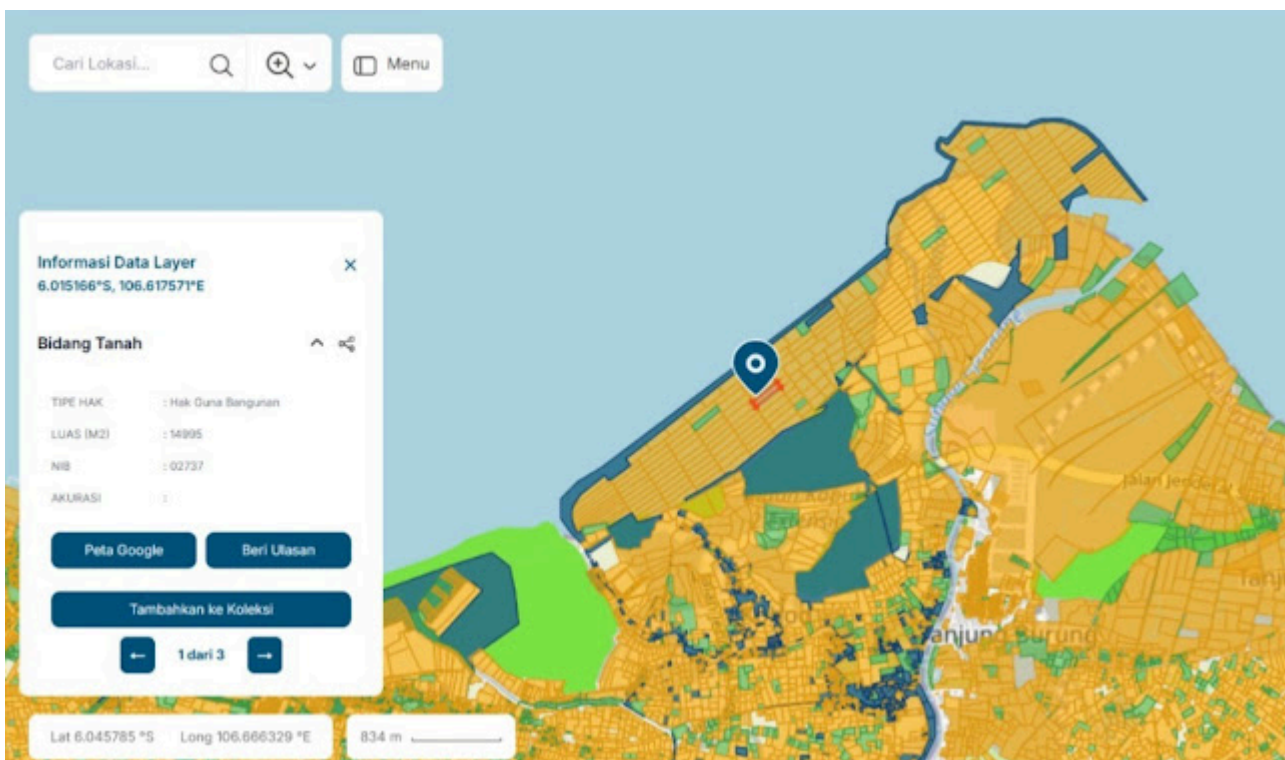 Cari Lokasi...
Menu
Informasi Data Layer
6.015166°S, 106.617571°E
Bidang Tanah
TIPE HAK : Hak Guna Bangunan
LUAS (M2) : 14995
NIB : 02737
AKURASI :
Peta Google
Beri Ulasan
Tambahkan ke Koleksi
1 dari 3
Lat 6.045785 °S Long 106.666329 °E
834 m
Jalan Jend
anjung Burung